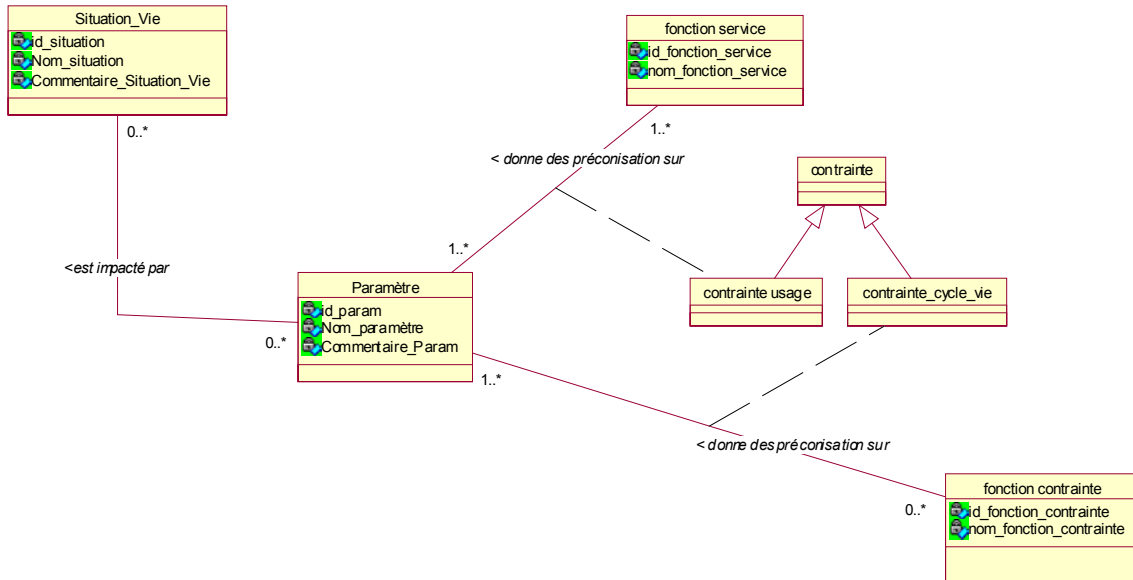 Situation_Vie
id_situation
Nom_situation
Commentaire_Situation_Vie
0..*
<est impacté par
0..*
fonction service
id_fonction_service
nom_fonction_service
1..*
< donne des préconisation sur
1..*
contrainte
contrainte usage
contrainte_cycle_vie
Paramètre
id_param
Nom_paramètre
Commentaire_Param
1..*
< donne des préconisation sur
0..*
fonction contrainte
id_fonction_contrainte
nom_fonction_contrainte